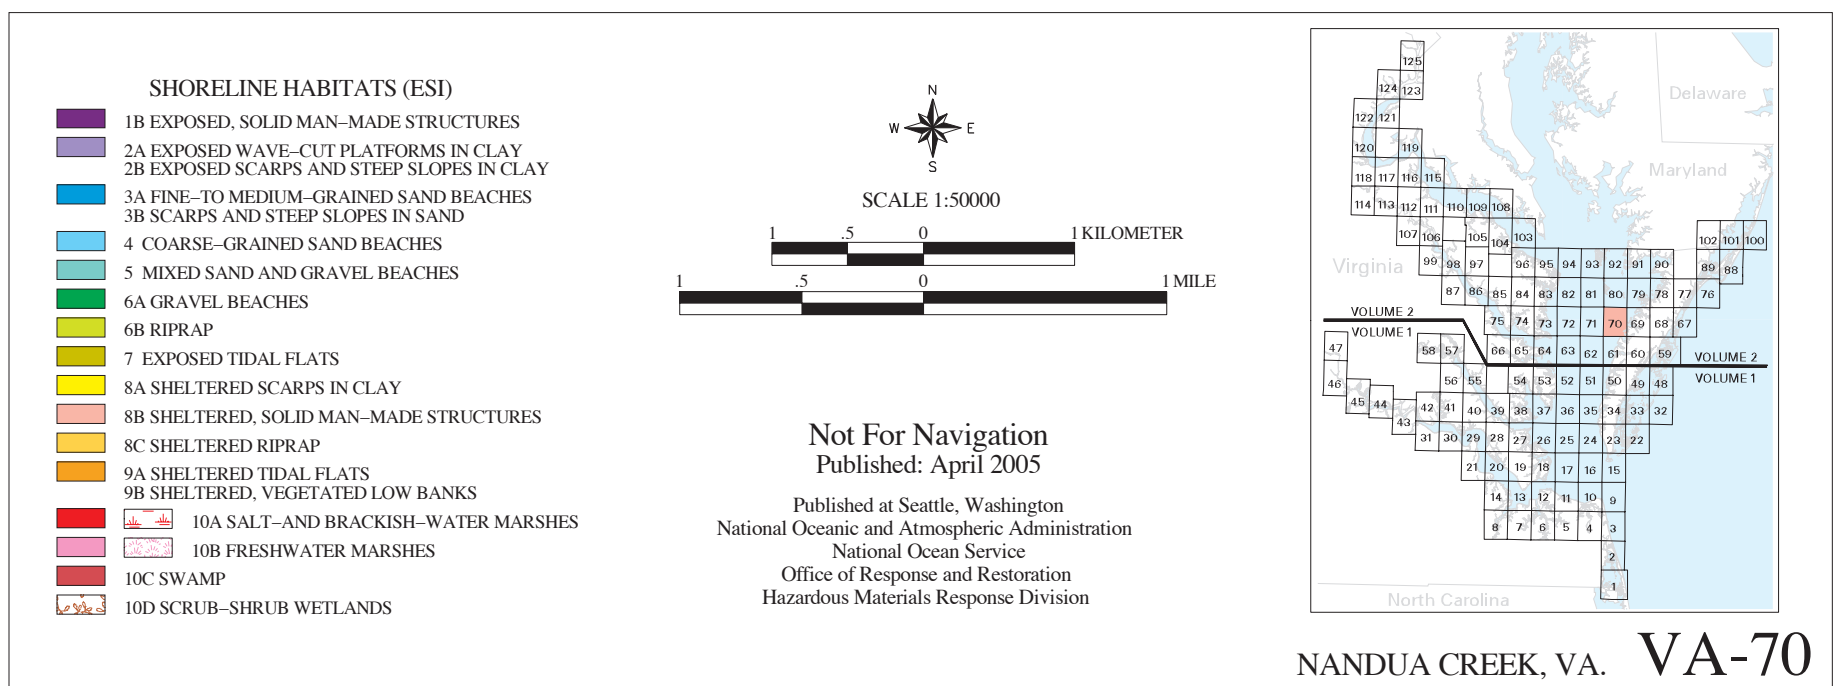 SHORELINE HABITATS (ESI)
1B EXPOSED, SOLID MAN–MADE STRUCTURES
2A EXPOSED WAVE–CUT PLATFORMS IN CLAY
2B EXPOSED SCARPS AND STEEP SLOPES IN CLAY
3A FINE–TO MEDIUM–GRAINED SAND BEACHES
3B SCARPS AND STEEP SLOPES IN SAND
4 COARSE–GRAINED SAND BEACHES
5 MIXED SAND AND GRAVEL BEACHES
6A GRAVEL BEACHES
6B RIPRAP
7 EXPOSED TIDAL FLATS
8A SHELTERED SCARPS IN CLAY
8B SHELTERED, SOLID MAN–MADE STRUCTURES
8C SHELTERED RIPRAP
9A SHELTERED TIDAL FLATS
9B SHELTERED, VEGETATED LOW BANKS
10A SALT–AND BRACKISH–WATER MARSHES
10B FRESHWATER MARSHES
10C SWAMP
10D SCRUB–SHRUB WETLANDS
N
W E
S
SCALE 1:50000
1 .5 0 1 KILOMETER
1 .5 0 1 MILE
Not For Navigation
Published: April 2005
Published at Seattle, Washington
National Oceanic and Atmospheric Administration
National Ocean Service
Office of Response and Restoration
Hazardous Materials Response Division
125
124 123
Delaware
122 121
120 119
Maryland
118 117 116 115
114 113 112 111 110 109 108
107 106 105 104 103 102 101 100
Virginia
99 98 97 96 95 94 93 92 91 90 89 88
87 86 85 84 83 82 81 80 79 78 77 76
VOLUME 2
75 74 73 72 71 70 69 68 67
VOLUME 1
47 58 57 66 65 64 63 62 61 60 59
VOLUME 2
VOLUME 1
46 56 55 54 53 52 51 50 49 48
45 44 43 42 41 40 39 38 37 36 35 34 33 32
31 30 29 28 27 26 25 24 23 22
21 20 19 18 17 16 15
14 13 12 11 10 9
8 7 6 5 4 3
2
1
North Carolina
NANDUA CREEK, VA. VA-70